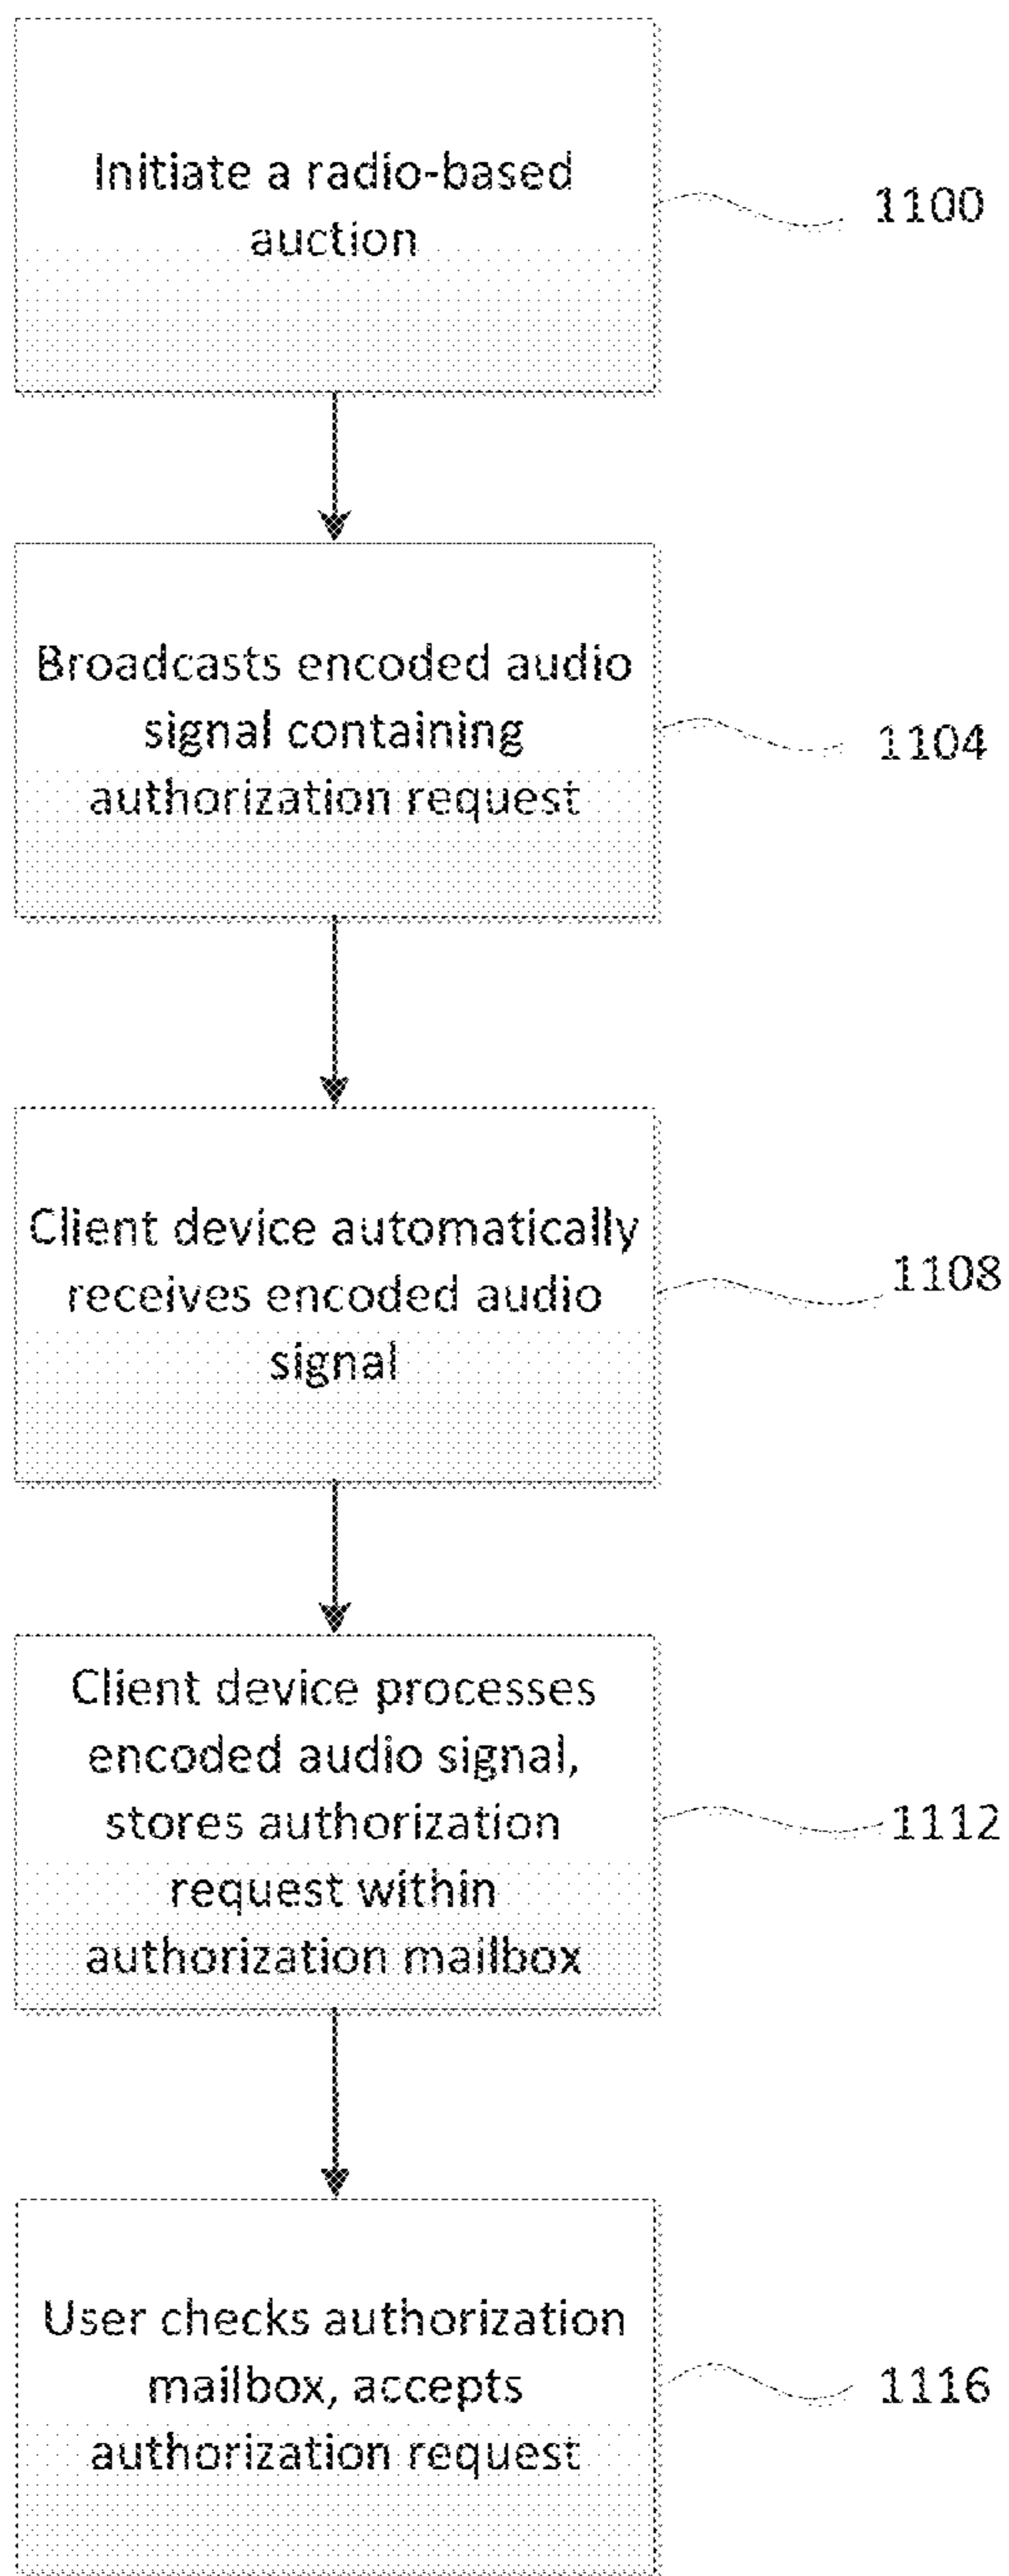 Initiate a radio-based
auction
1100
Broadcasts encoded audio
signal containing
authorization request
1104
Client device automatically
receives encoded audio
signal
1108
Client device processes
encoded audio signal,
stores authorization
request within
authorization mailbox
1112
User checks authorization
mailbox, accepts
authorization request
1116